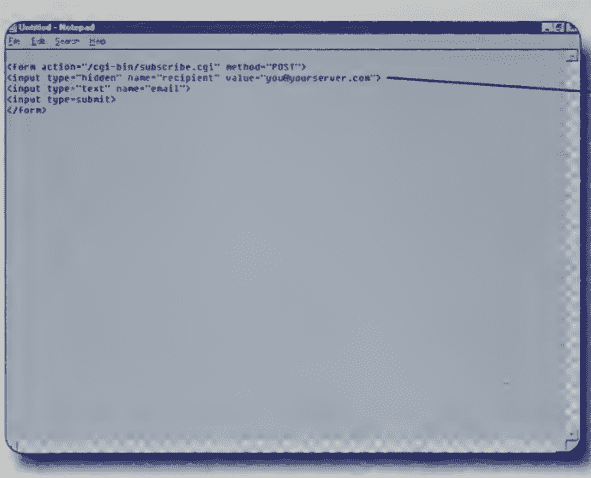 Untitled - Notepad
File Edit Search Help
<form action="/cgi-bin/subscribe.cgi" method="POST">
<input type="hidden" name="recipient" value="you@yourserver.com">
<input type="text" name="email">
<input type=submit>
</form>